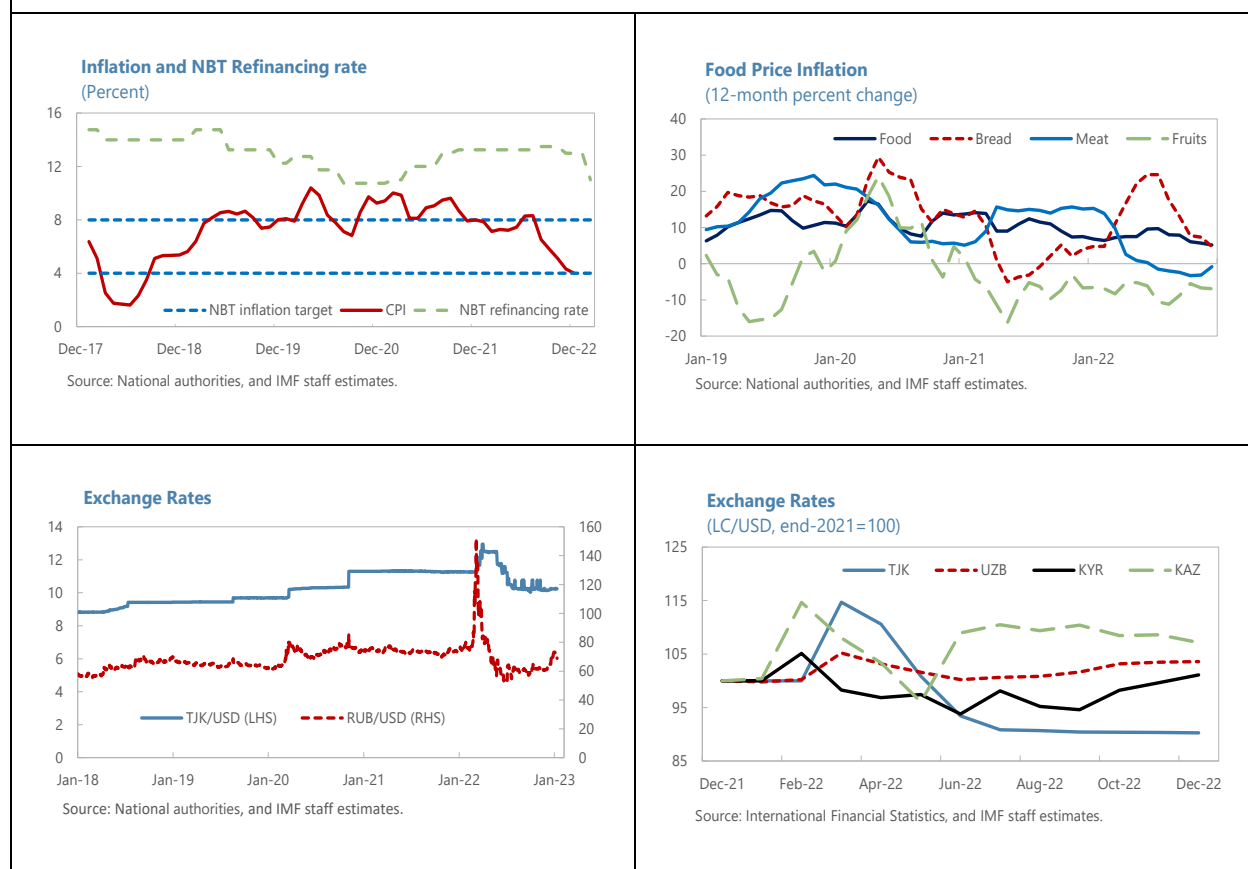 Inflation and NBT Refinancing rate
(Percent)
16
12
8
4
0
NBT inflation target CPI NBT refinancing rate
Dec-17 Dec-18 Dec-19 Dec-20 Dec-21 Dec-22
Source: National authorities, and IMF staff estimates.
Food Price Inflation
(12-month percent change)
40
30
20
10
0
-10
-20
Food Bread Meat Fruits
Jan-19 Jan-20 Jan-21 Jan-22
Source: National authorities, and IMF staff estimates.
Exchange Rates
14
12
10
8
6
4
2
0
160
140
120
100
80
60
40
20
0
TJK/USD (LHS) RUB/USD (RHS)
Jan-18 Jan-19 Jan-20 Jan-21 Jan-22 Jan-23
Source: National authorities, and IMF staff estimates.
Exchange Rates
(LC/USD, end-2021=100)
125
115
105
95
85
TJK UZB KYR KAZ
Dec-21 Feb-22 Apr-22 Jun-22 Aug-22 Oct-22 Dec-22
Source: International Financial Statistics, and IMF staff estimates.